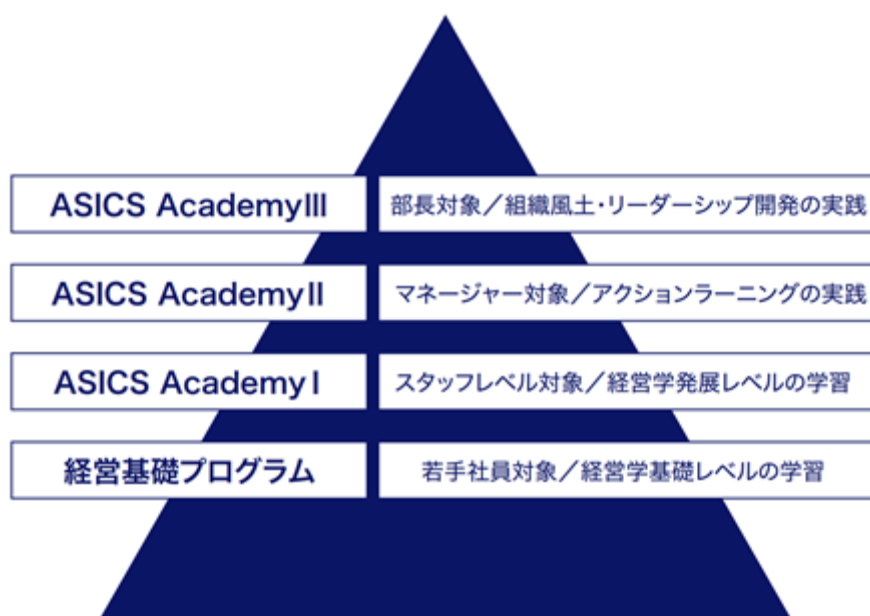 ASICS AcademyⅢ 部長対象／組織風土・リーダーシップ開発の実践
ASICS AcademyⅡ マネージャー対象／アクションラーニングの実践
ASICS AcademyⅠ スタッフレベル対象／経営学発展レベルの学習
経営基礎プログラム 若手社員対象／経営学基礎レベルの学習